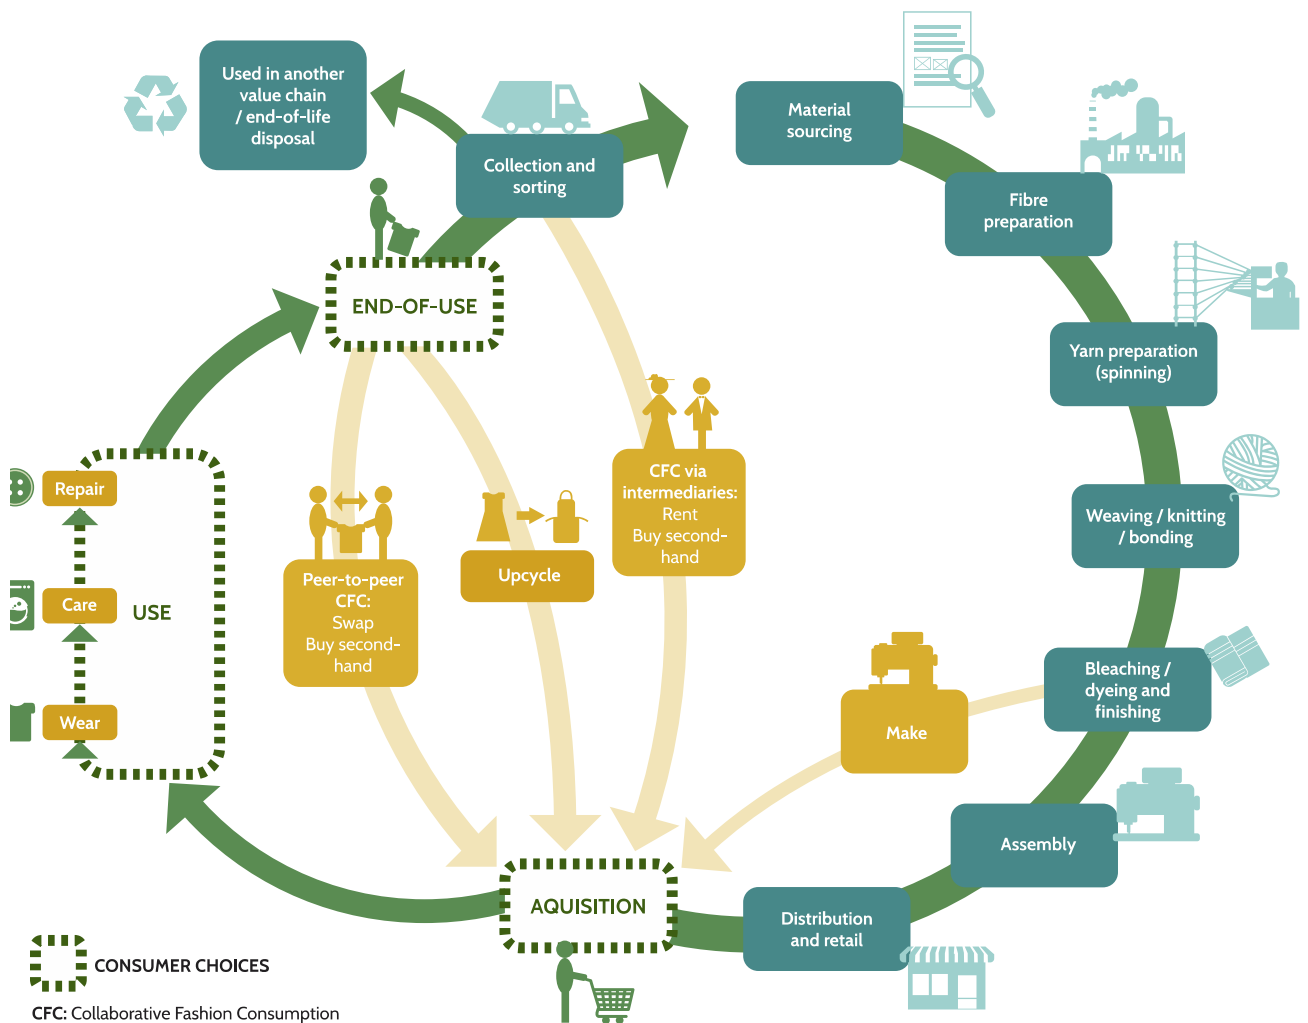 Used in another
value chain
/ end-of-life
disposal
Collection and
sorting
Material
sourcing
Fibre
preparation
Yarn preparation
(spinning)
Weaving / knitting
/ bonding
Bleaching /
dyeing and
finishing
Assembly
Distribution
and retail
Make
AQUISITION
END-OF-USE
CFC via
intermediaries:
Rent
Buy second-
hand
Upcycle
Peer-to-peer
CFC:
Swap
Buy second-
hand
USE
Repair
Care
Wear
CONSUMER CHOICES
CFC: Collaborative Fashion Consumption